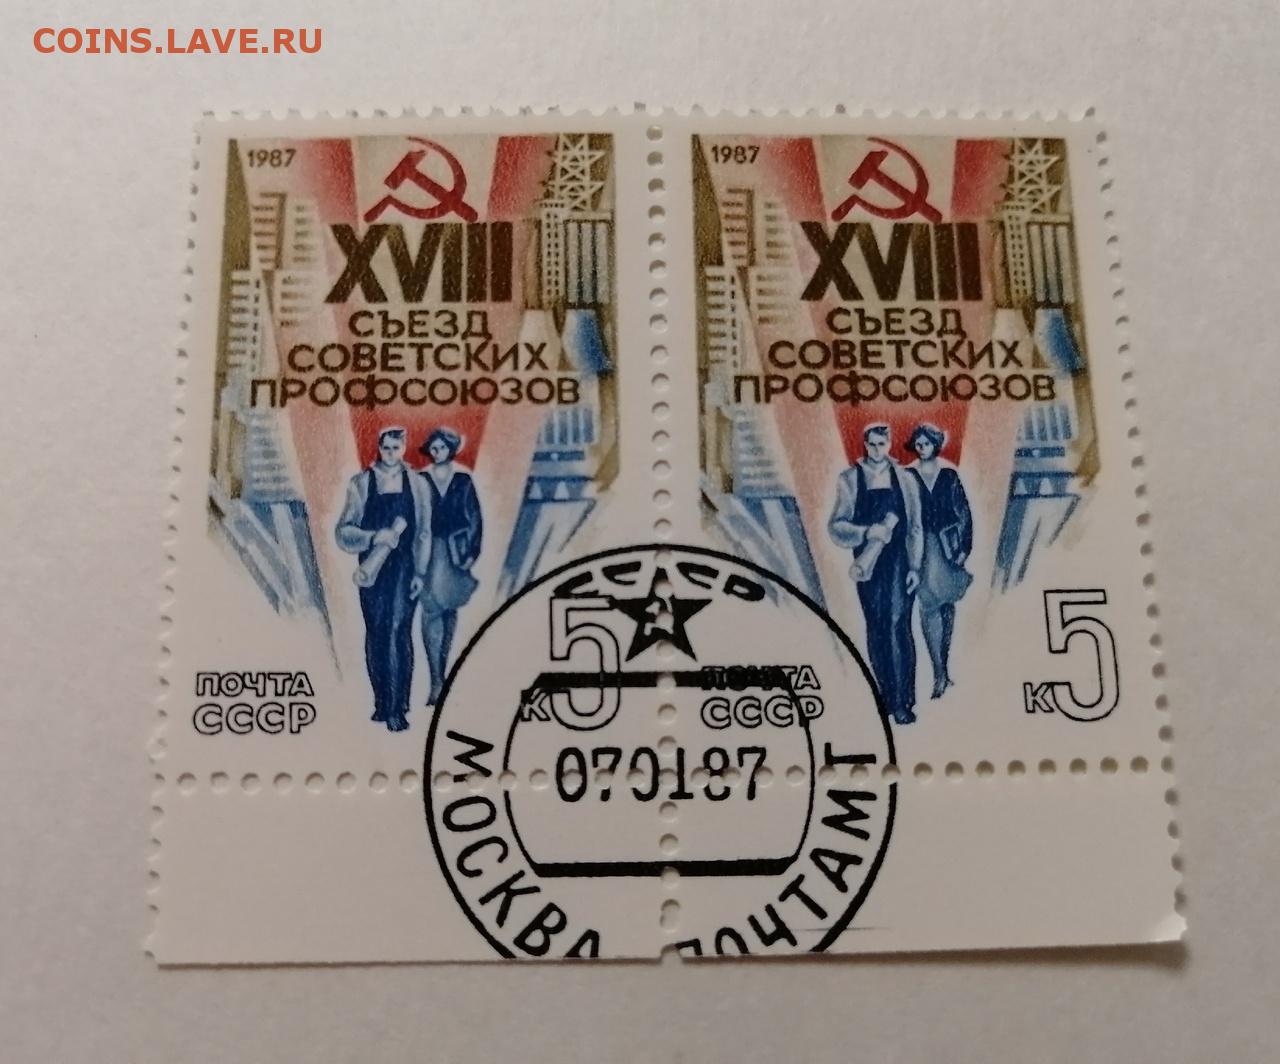 COINS.LAVE.RU
1987
XVIII
СЪЕЗД
СОВЕТСКИХ
ПРОФСОЮЗОВ
5
к
ПОЧТА
СССР
1987
XVIII
СЪЕЗД
СОВЕТСКИХ
ПРОФСОЮЗОВ
5
к
ПОЧТА
СССР
СССР
070187
МОСКВА ПОЧТАМТ